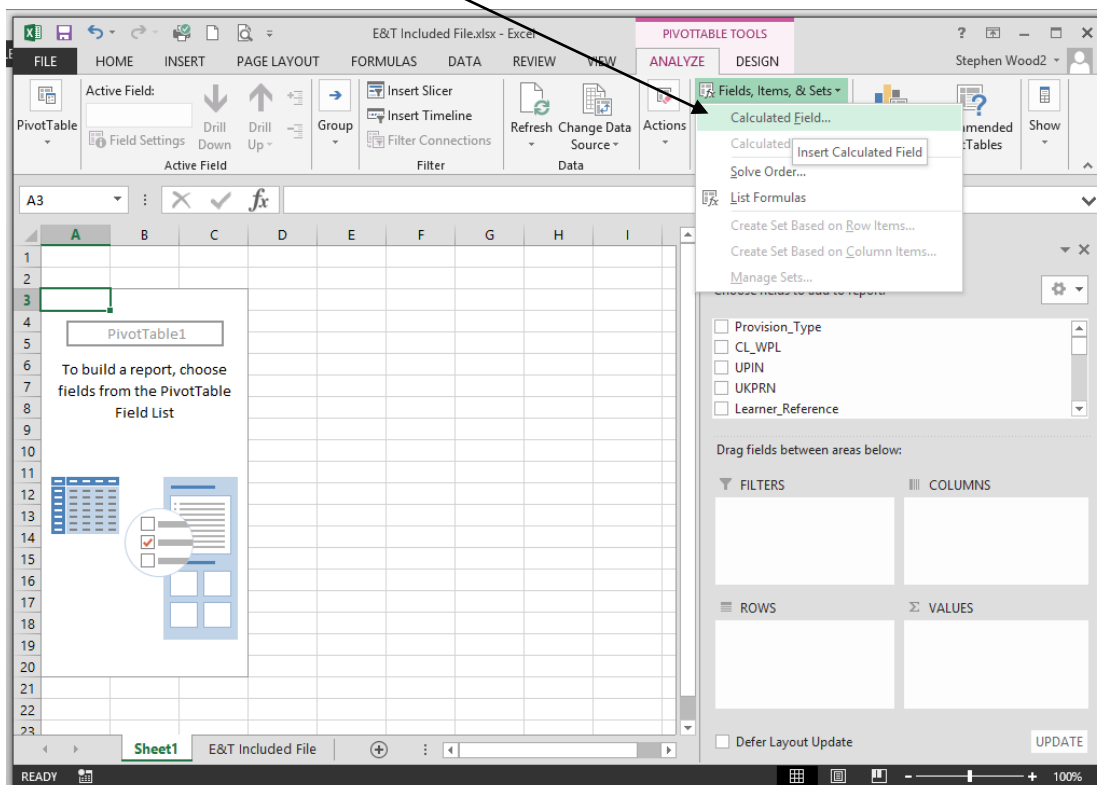 E&T Included File.xlsx - Excel
PIVOTTABLE TOOLS
?
FILE HOME INSERT PAGE LAYOUT FORMULAS DATA REVIEW VIEW ANALYZE DESIGN Stephen Wood2
PivotTable
Active Field:
Field Settings
Drill Down
Drill Up
Active Field
Group
Insert Slicer
Insert Timeline
Filter Connections
Filter
Refresh
Change Data Source
Data
Actions
Fields, Items, & Sets
Calculated Field...
Calculated
Insert Calculated Field
Solve Order...
List Formulas
Create Set Based on Row Items...
Create Set Based on Column Items...
Manage Sets...
Show
A3
fx
A B C D E F G H I
1
2
3
4
5
6
7
8
9
10
11
12
13
14
15
16
17
18
19
20
21
22
23
PivotTable1
To build a report, choose
fields from the PivotTable
Field List
Choose fields to add to report:
Provision_Type
CL_WPL
UPIN
UKPRN
Learner_Reference
Drag fields between areas below:
FILTERS
COLUMNS
ROWS
Σ VALUES
Defer Layout Update
UPDATE
Sheet1 E&T Included File
READY
100%